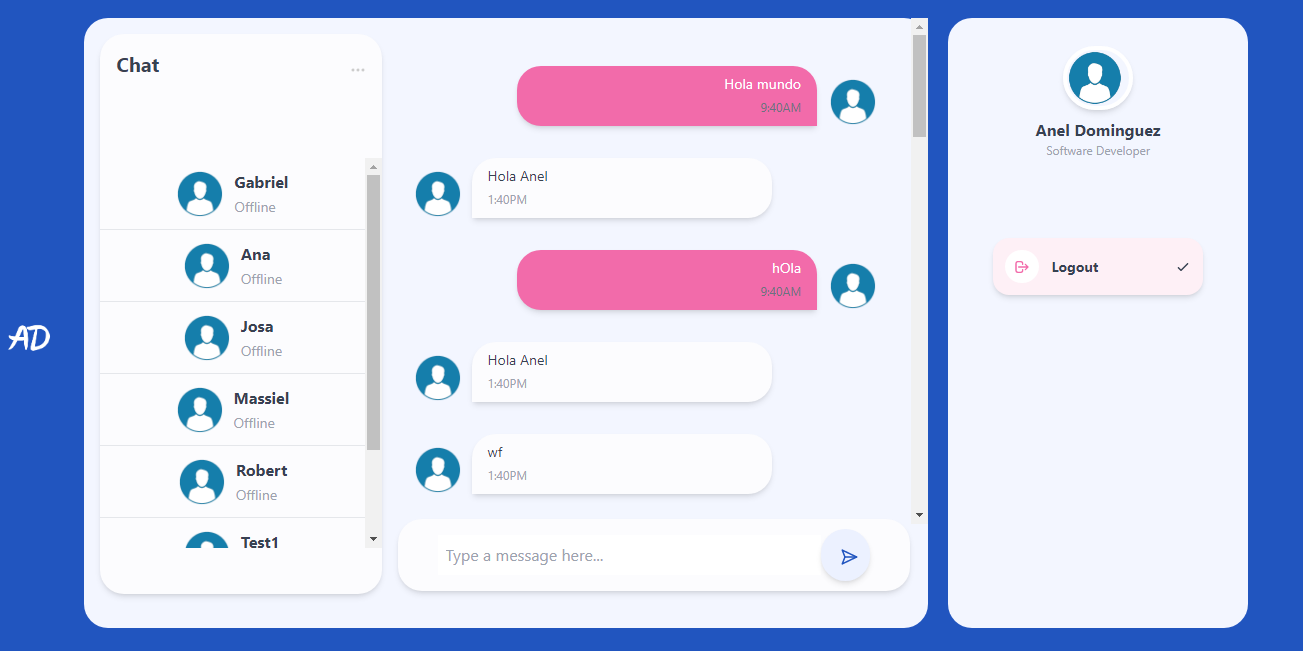 AD
Chat
...
Gabriel
Offline
Ana
Offline
Josa
Offline
Massiel
Offline
Robert
Offline
Test1
Hola mundo
9:40AM
Hola Anel
1:40PM
hOla
9:40AM
Hola Anel
1:40PM
wf
1:40PM
Type a message here...
Anel Dominguez
Software Developer
Logout